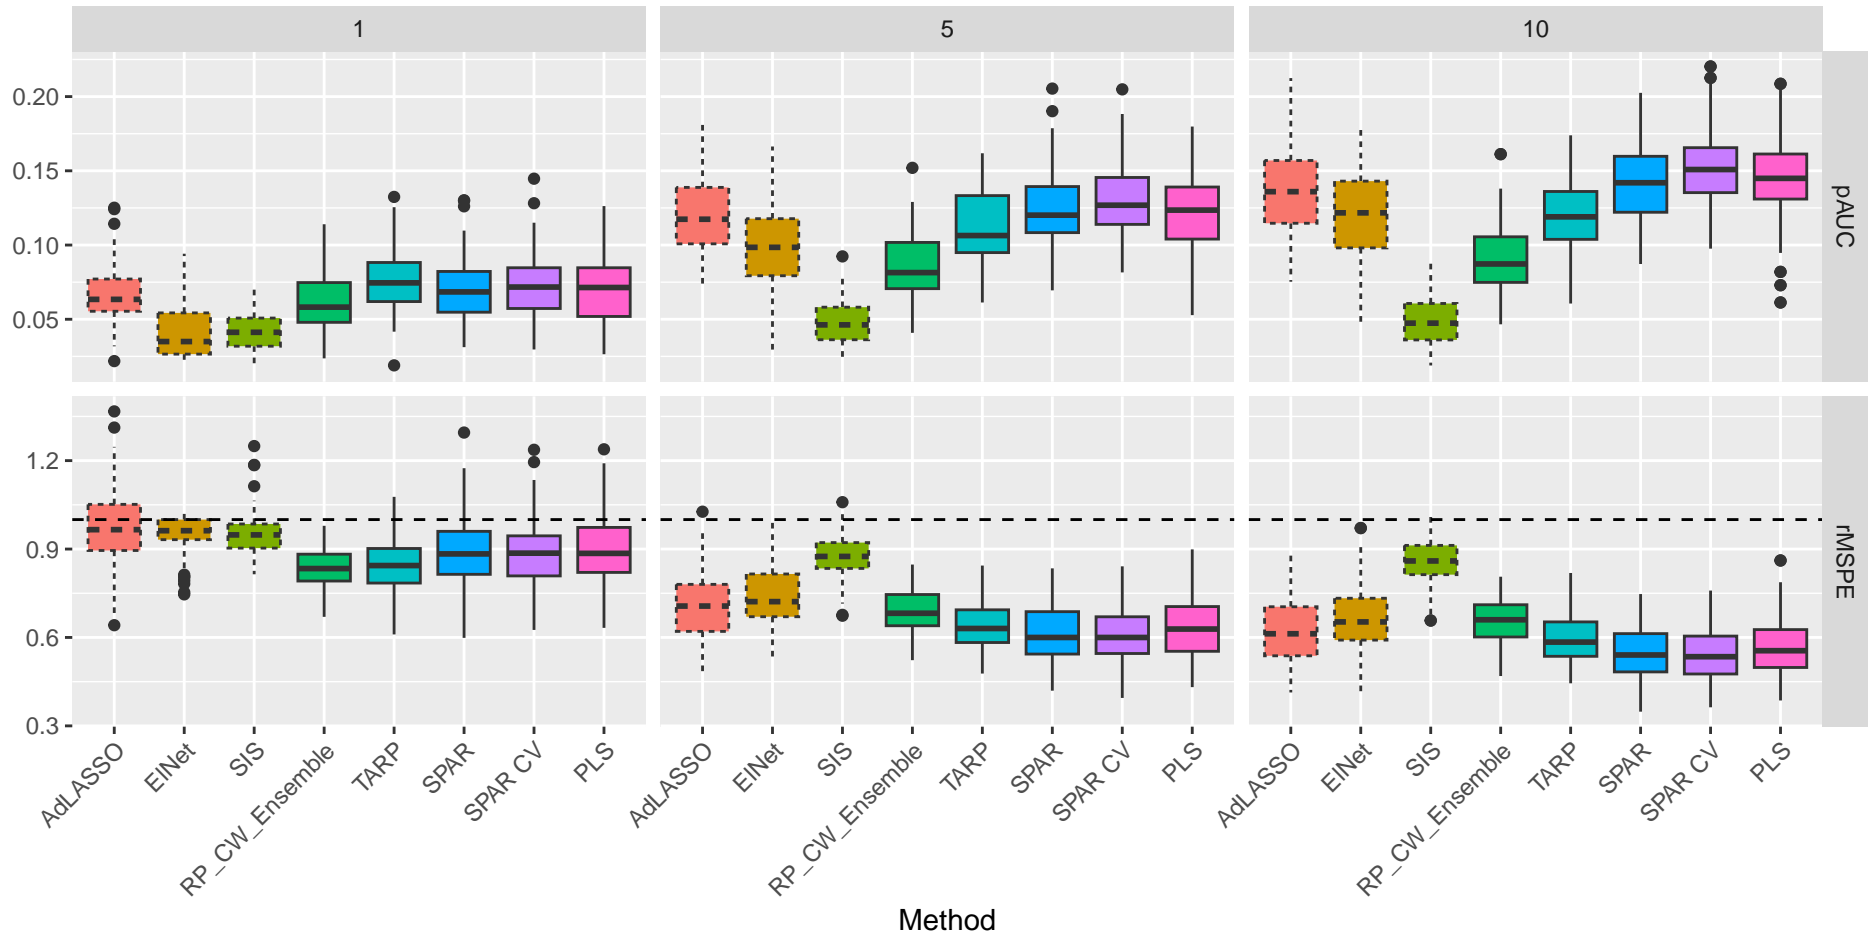 1 5 10
0.20
0.15
0.10
0.05
pAUC
1.2
0.9
0.6
0.3
rMSPE
AdLASSO ElNet SIS RP_CW_Ensemble TARP SPAR SPAR CV PLS AdLASSO ElNet SIS RP_CW_Ensemble TARP SPAR SPAR CV PLS AdLASSO ElNet SIS RP_CW_Ensemble TARP SPAR SPAR CV PLS
Method